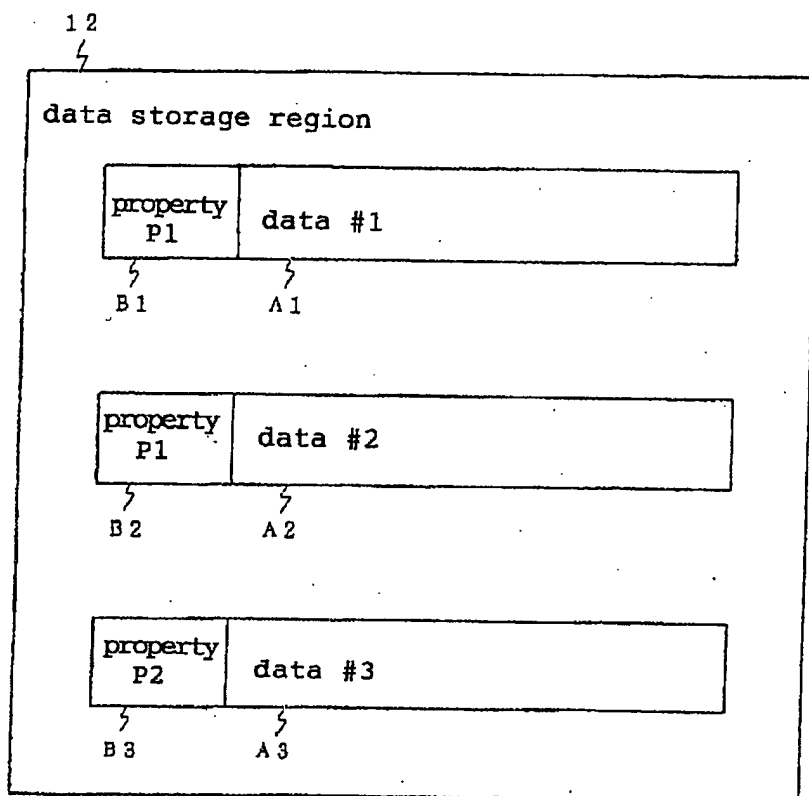 12
data storage region
property
P1
data #1
B1 A1
property
P1
data #2
B2 A2
property
P2
data #3
B3 A3